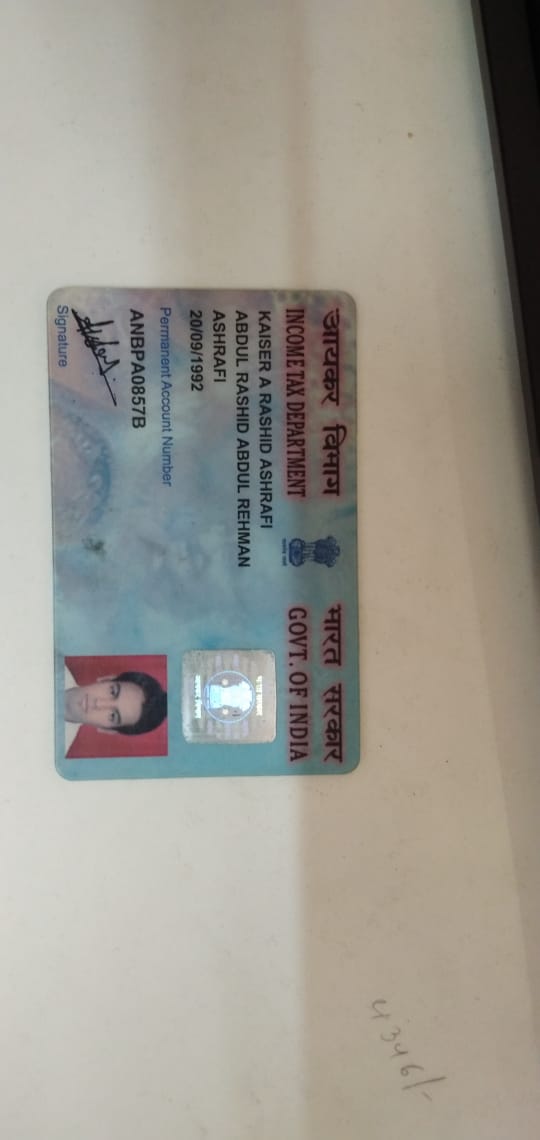 आयकर विभाग
INCOME TAX DEPARTMENT
भारत सरकार
GOVT. OF INDIA
KAISER A RASHID ASHRAFI
ABDUL RASHID ABDUL REHMAN
ASHRAFI
20/09/1992
Permanent Account Number
ANBPA0857B
Signature
4346/-